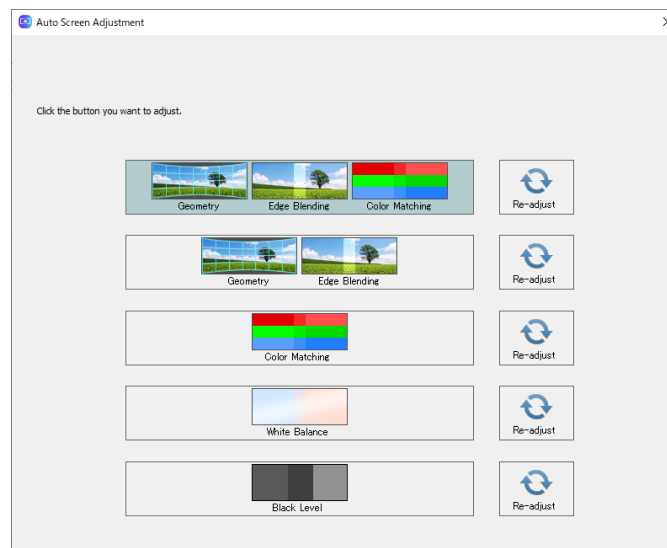 Auto Screen Adjustment
Click the button you want to adjust.
Geometry Edge Blending Color Matching
Re-adjust
Geometry Edge Blending
Re-adjust
Color Matching
Re-adjust
White Balance
Re-adjust
Black Level
Re-adjust